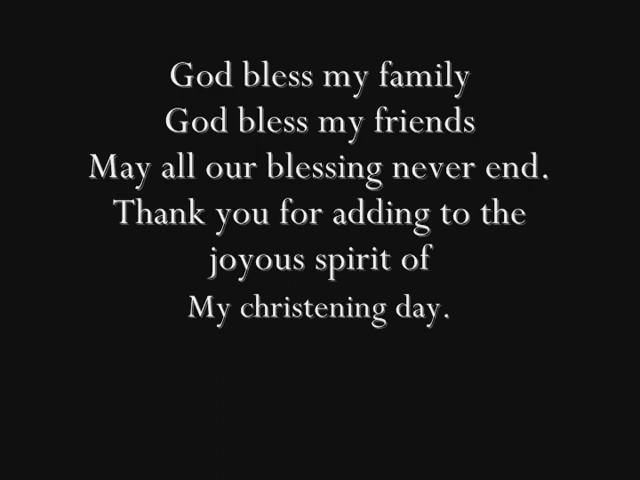 God bless my family
God bless my friends
May all our blessing never end.
Thank you for adding to the
joyous spirit of
My christening day.